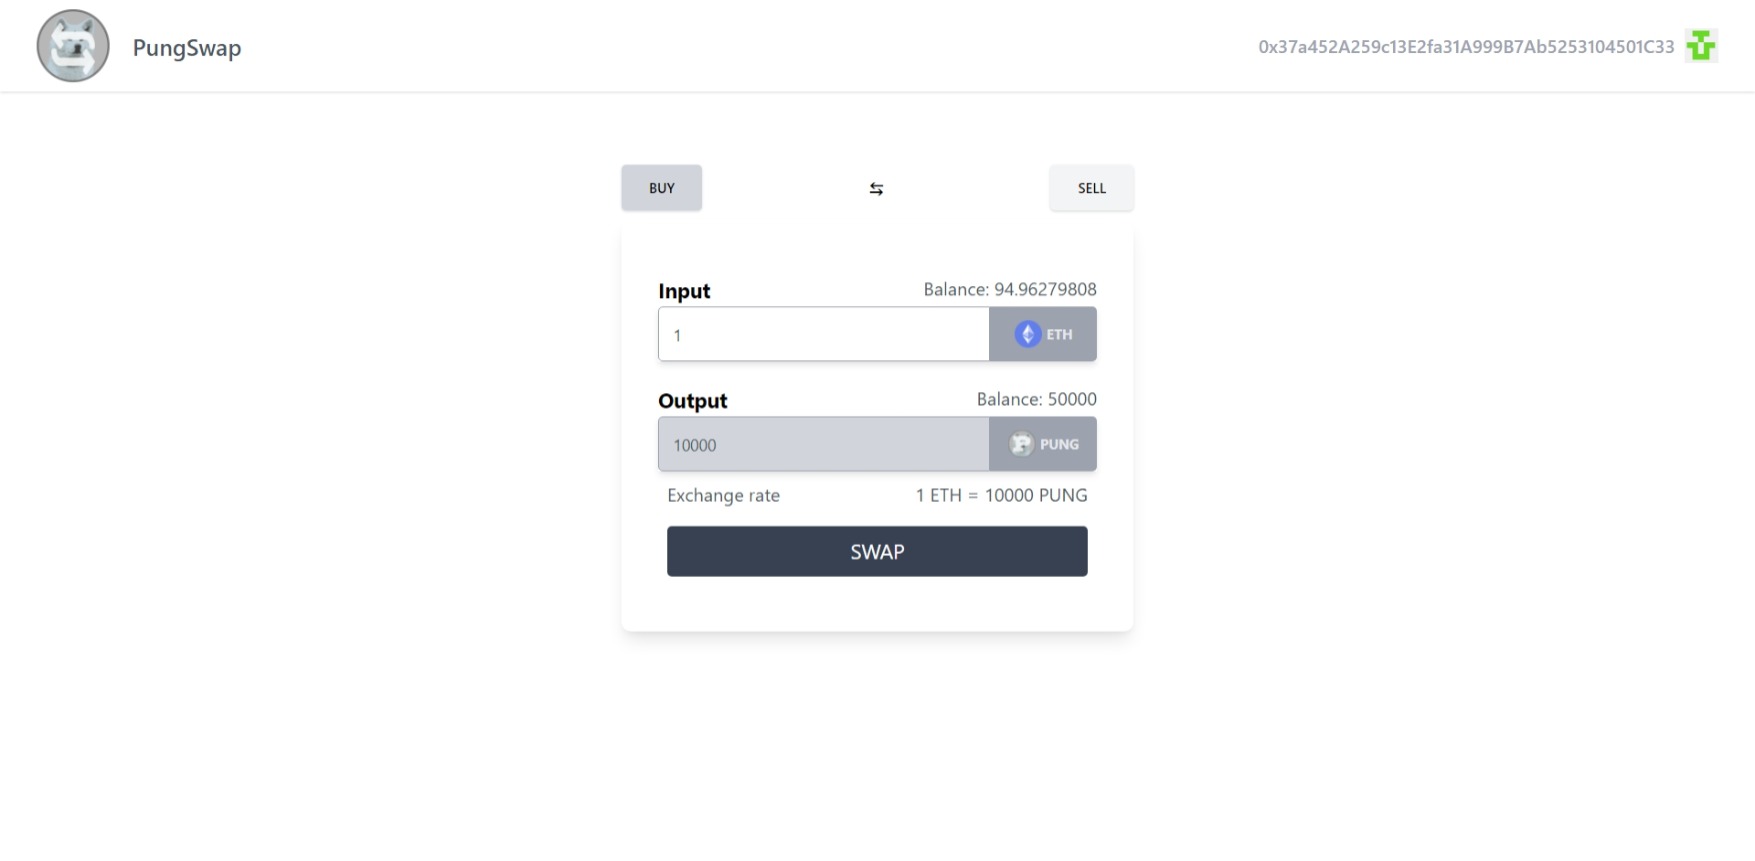 PungSwap
0x37a452A259c13E2fa31A999B7Ab5253104501C33
BUY
SELL
Input
Balance: 94.96279808
1
ETH
Output
Balance: 50000
10000
PUNG
Exchange rate
1 ETH = 10000 PUNG
SWAP